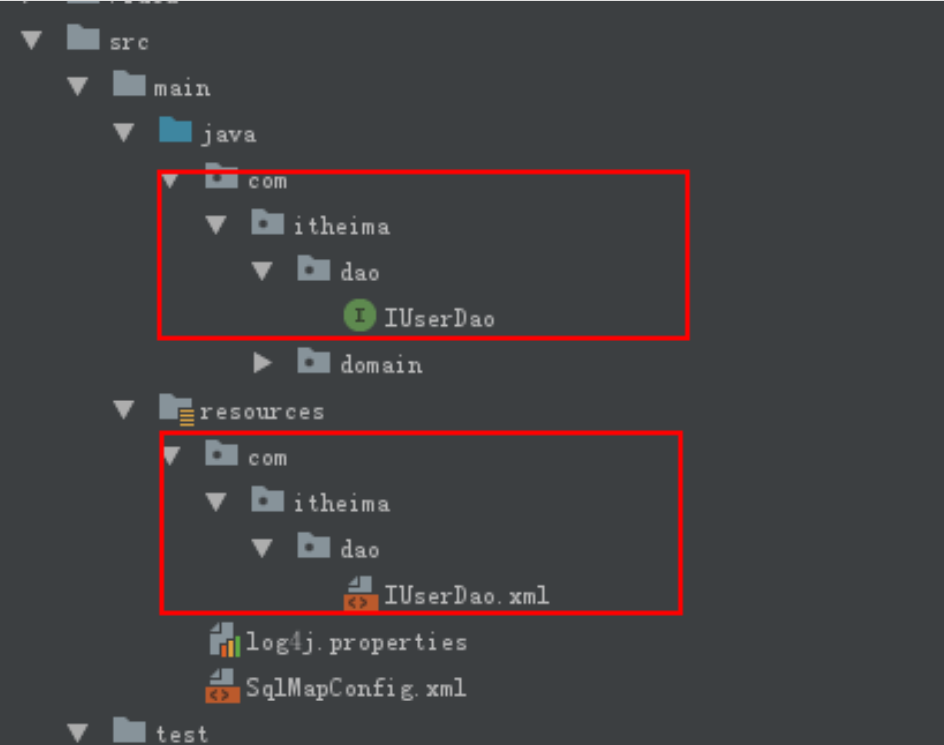 src
main
java
com
itheima
dao
I IUserDao
domain
resources
com
itheima
dao
<> IUserDao.xml
log4j.properties
<> SqlMapConfig.xml
test